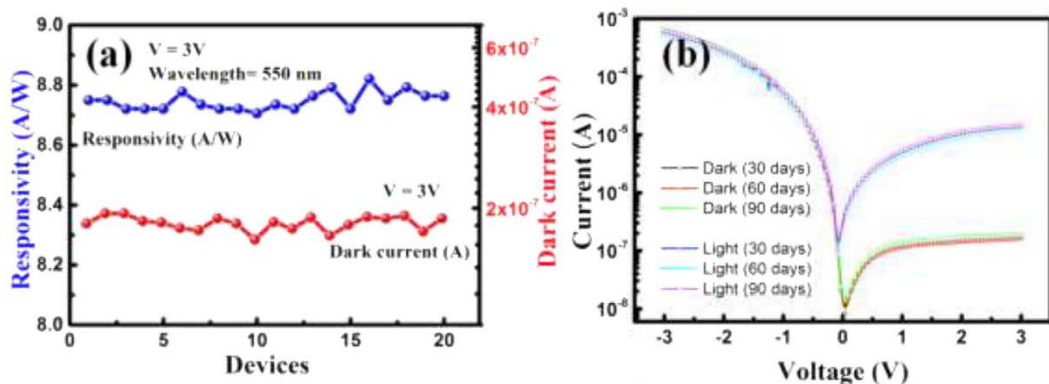 (a)
V = 3V
Wavelength= 550 nm
Responsivity (A/W)
V = 3V
Dark current (A)
Responsivity (A/W)
9.0
8.8
8.6
8.4
8.2
8.0
0
5
10
15
20
Devices
6x10-7
4x10-7
2x10-7
Dark current (A)
(b)
Current (A)
10-3
10-4
10-5
10-6
10-7
10-8
Dark (30 days)
Dark (60 days)
Dark (90 days)
Light (30 days)
Light (60 days)
Light (90 days)
-3
-2
-1
0
1
2
3
Voltage (V)